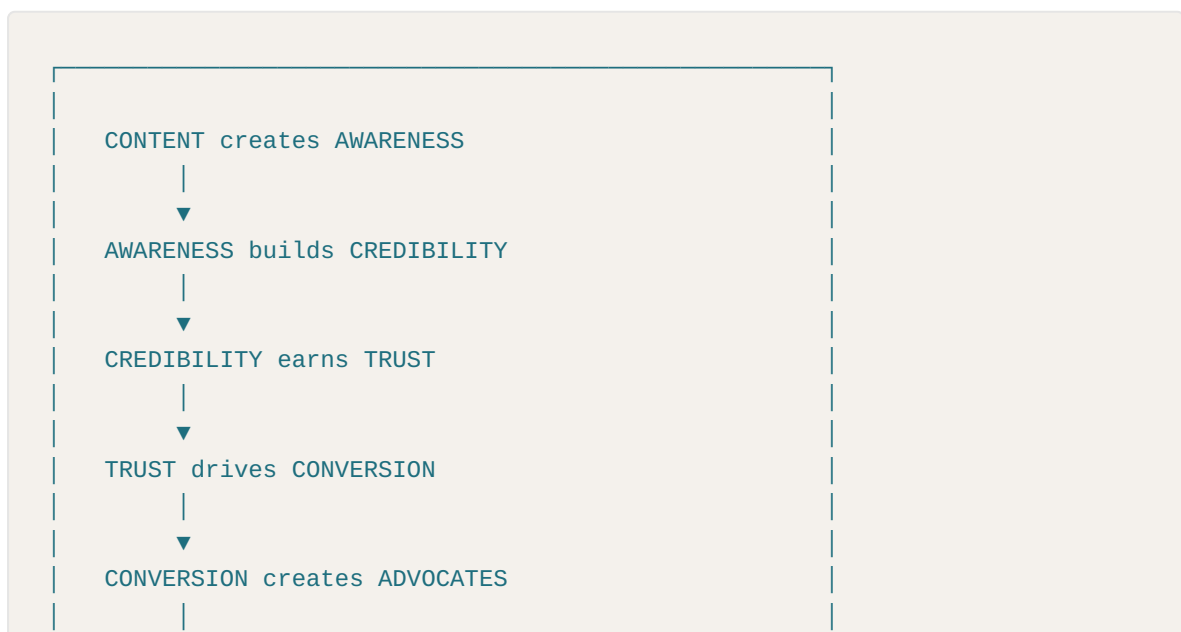 CONTENT creates AWARENESS
▼
AWARENESS builds CREDIBILITY
▼
CREDIBILITY earns TRUST
▼
TRUST drives CONVERSION
▼
CONVERSION creates ADVOCATES